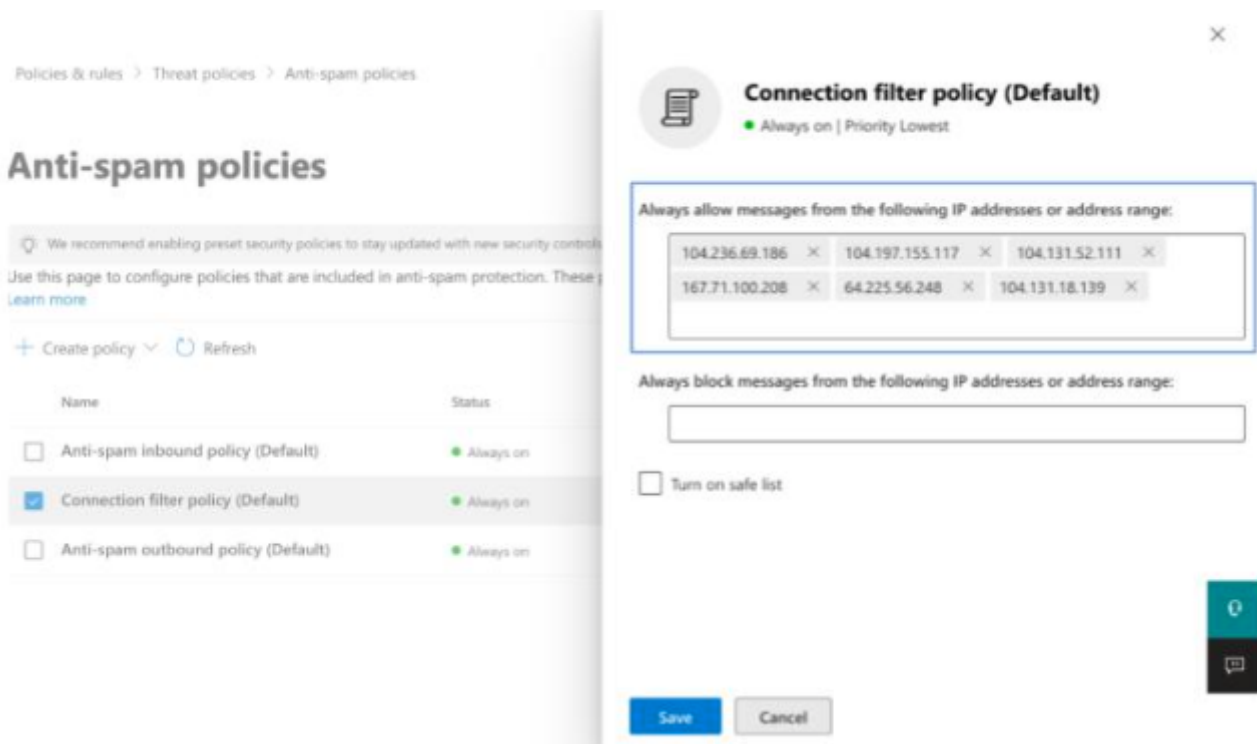 Policies & rules > Threat policies > Anti-spam policies
Anti-spam policies
We recommend enabling preset security policies to stay updated with new security controls
Use this page to configure policies that are included in anti-spam protection. These
Learn more
+ Create policy Refresh
Name Status
Anti-spam inbound policy (Default) Always on
Connection filter policy (Default) Always on
Anti-spam outbound policy (Default) Always on
Connection filter policy (Default)
Always on | Priority Lowest
Always allow messages from the following IP addresses or address range:
104.236.69.186 × 104.197.155.117 × 104.131.52.111 ×
167.71.100.208 × 64.225.56.248 × 104.131.18.139 ×
Always block messages from the following IP addresses or address range:
Turn on safe list
Save Cancel